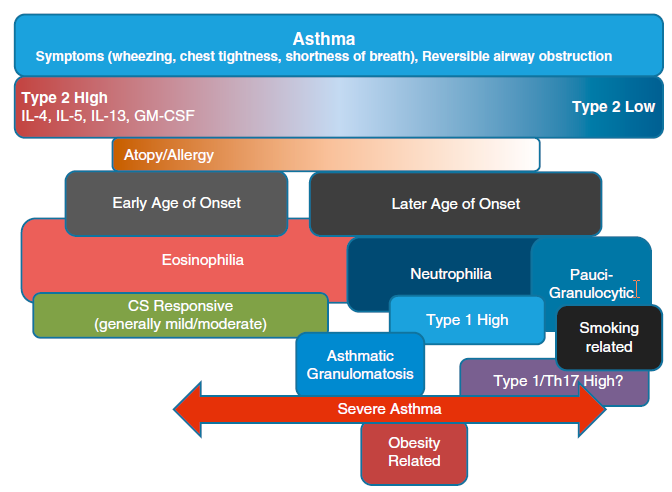 Asthma
Symptoms (wheezing, chest tightness, shortness of breath), Reversible airway obstruction
Type 2 High
IL-4, IL-5, IL-13, GM-CSF
Type 2 Low
Atopy/Allergy
Early Age of Onset
Later Age of Onset
Eosinophilia
Neutrophilia
Pauci-
Granulocytic
CS Responsive
(generally mild/moderate)
Type 1 High
Smoking
related
Asthmatic
Granulomatosis
Type 1/Th17 High?
Severe Asthma
Obesity
Related